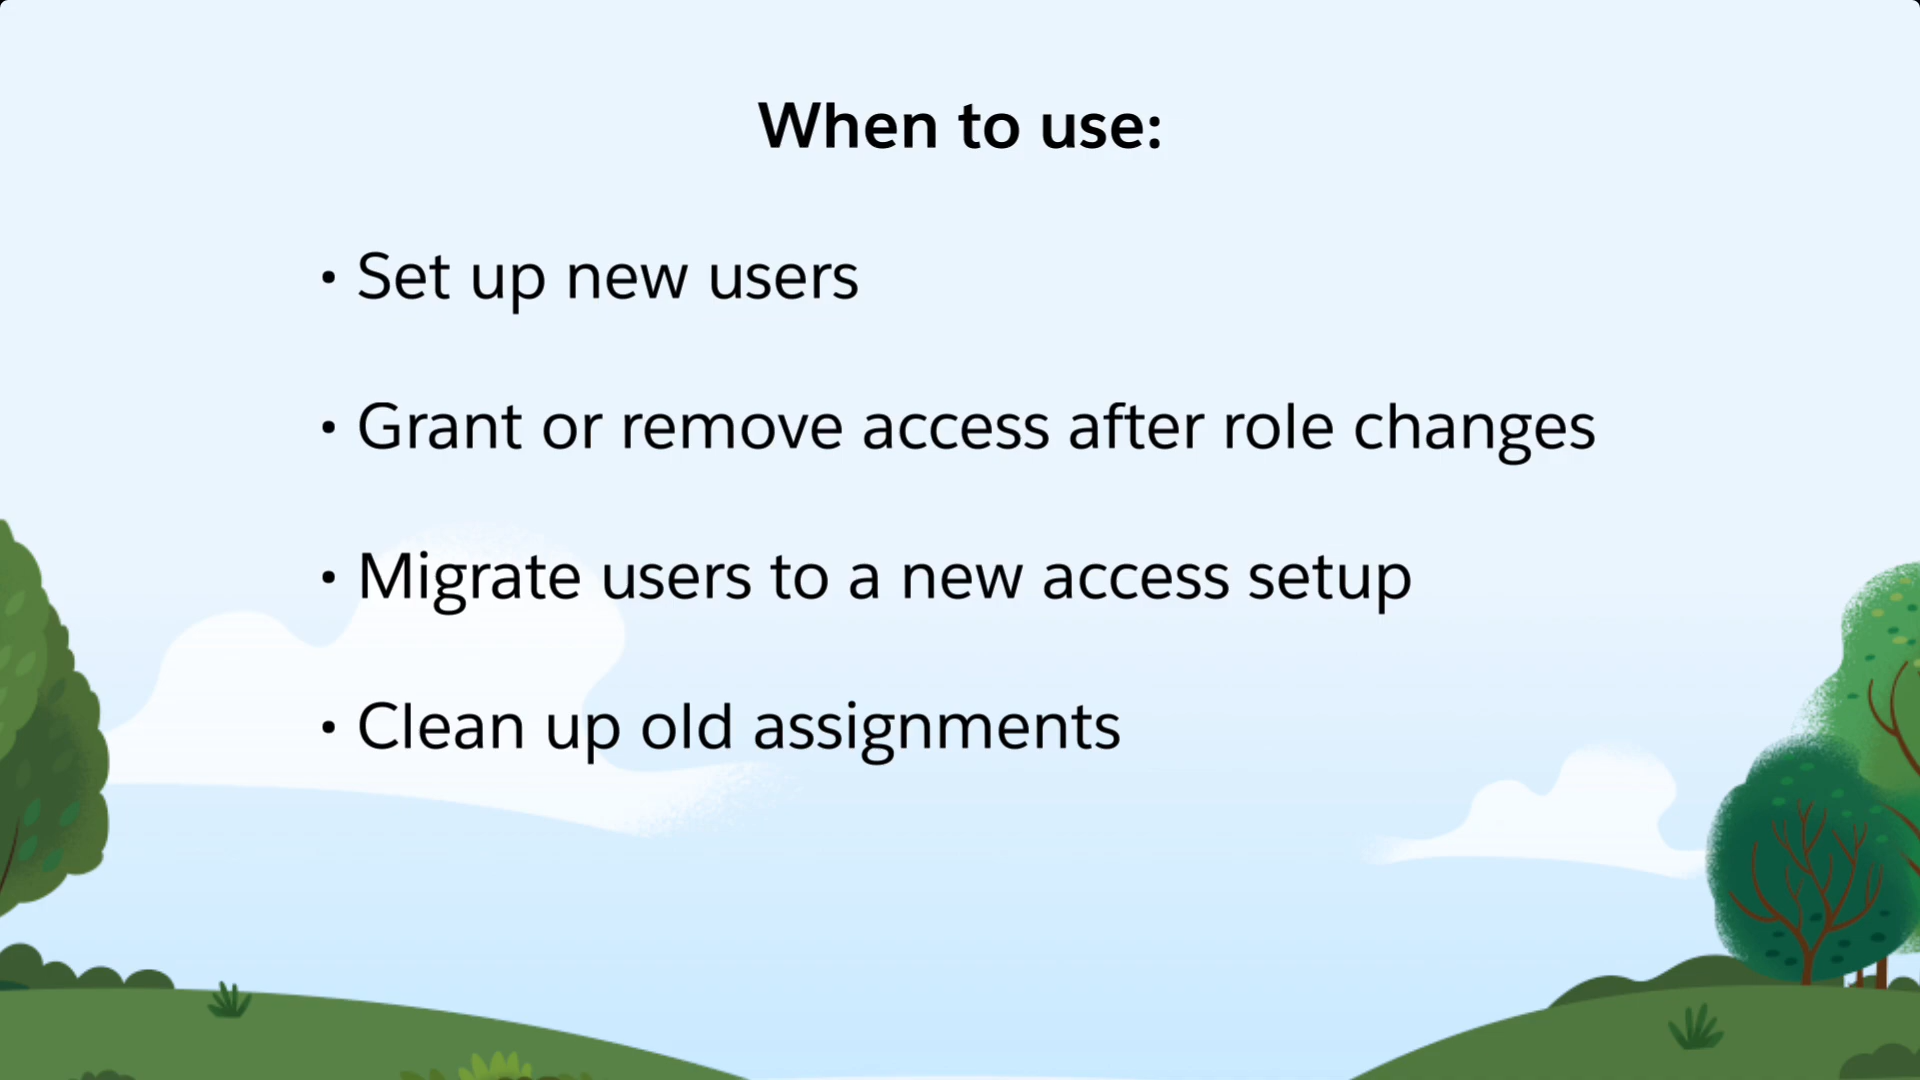 When to use:
• Set up new users
• Grant or remove access after role changes
• Migrate users to a new access setup
• Clean up old assignments